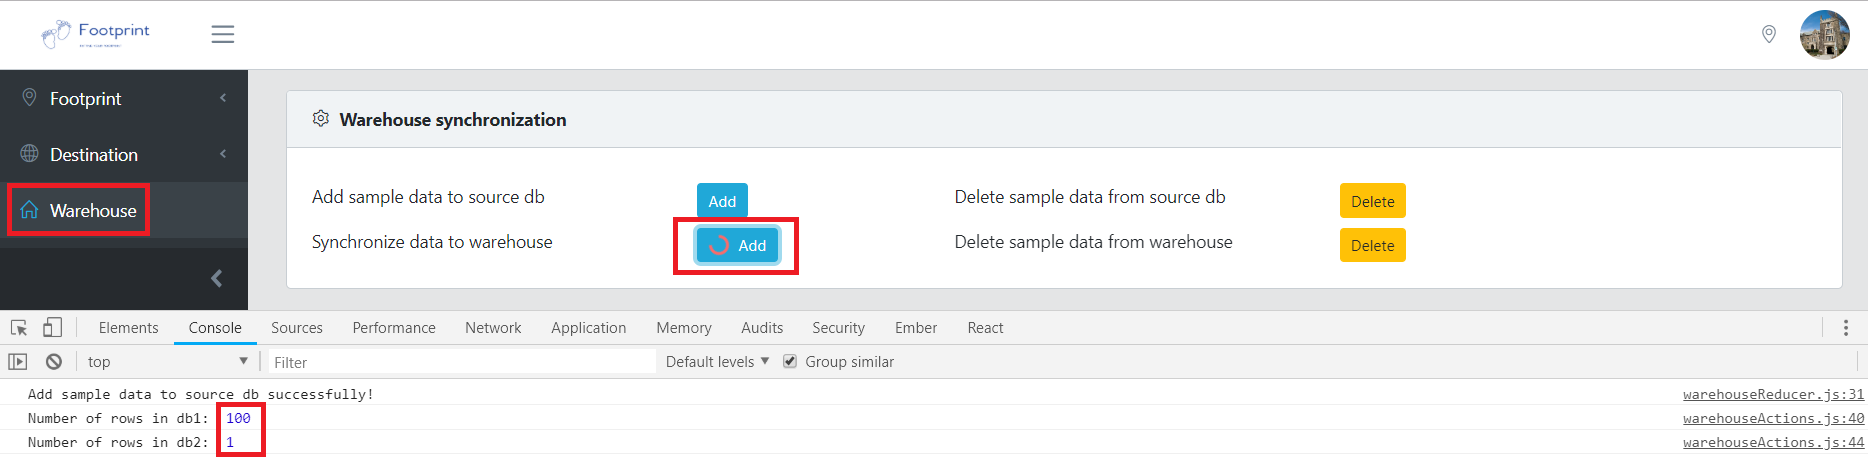 Footprint
Footprint
Destination
Warehouse
Warehouse synchronization
Add sample data to source db Add Delete sample data from source db Delete
Synchronize data to warehouse Add Delete sample data from warehouse Delete
Elements Console Sources Performance Network Application Memory Audits Security Ember React
top Filter Default levels Group similar
Add sample data to source db successfully! warehouseReducer.js:31
Number of rows in db1: 100 warehouseActions.js:40
Number of rows in db2: 1 warehouseActions.js:44